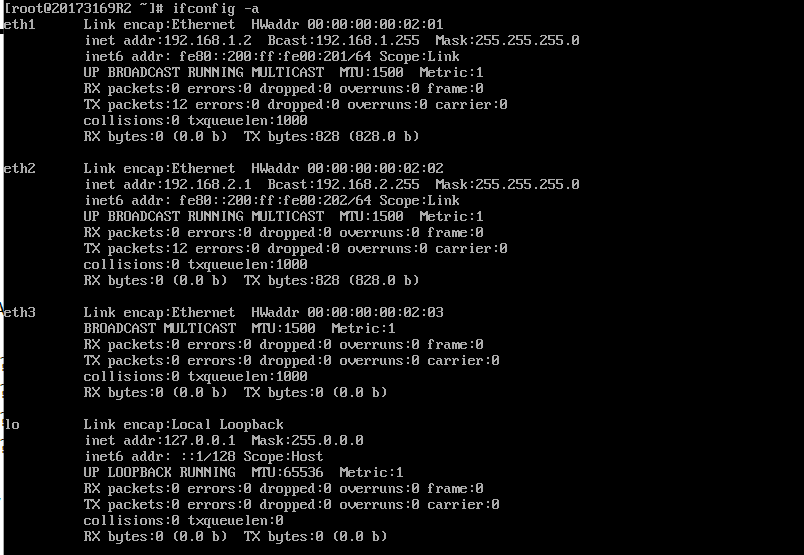 [root@20173169R2 ~]# ifconfig -a
eth1 Link encap:Ethernet HWaddr 00:00:00:00:02:01
inet addr:192.168.1.2 Bcast:192.168.1.255 Mask:255.255.255.0
inet6 addr: fe80::200:ff:fe00:201/64 Scope:Link
UP BROADCAST RUNNING MULTICAST MTU:1500 Metric:1
RX packets:0 errors:0 dropped:0 overruns:0 frame:0
TX packets:12 errors:0 dropped:0 overruns:0 carrier:0
collisions:0 txqueuelen:1000
RX bytes:0 (0.0 b) TX bytes:828 (828.0 b)
eth2 Link encap:Ethernet HWaddr 00:00:00:00:02:02
inet addr:192.168.2.1 Bcast:192.168.2.255 Mask:255.255.255.0
inet6 addr: fe80::200:ff:fe00:202/64 Scope:Link
UP BROADCAST RUNNING MULTICAST MTU:1500 Metric:1
RX packets:0 errors:0 dropped:0 overruns:0 frame:0
TX packets:12 errors:0 dropped:0 overruns:0 carrier:0
collisions:0 txqueuelen:1000
RX bytes:0 (0.0 b) TX bytes:828 (828.0 b)
eth3 Link encap:Ethernet HWaddr 00:00:00:00:02:03
BROADCAST MULTICAST MTU:1500 Metric:1
RX packets:0 errors:0 dropped:0 overruns:0 frame:0
TX packets:0 errors:0 dropped:0 overruns:0 carrier:0
collisions:0 txqueuelen:1000
RX bytes:0 (0.0 b) TX bytes:0 (0.0 b)
lo Link encap:Local Loopback
inet addr:127.0.0.1 Mask:255.0.0.0
inet6 addr: ::1/128 Scope:Host
UP LOOPBACK RUNNING MTU:65536 Metric:1
RX packets:0 errors:0 dropped:0 overruns:0 frame:0
TX packets:0 errors:0 dropped:0 overruns:0 carrier:0
collisions:0 txqueuelen:0
RX bytes:0 (0.0 b) TX bytes:0 (0.0 b)